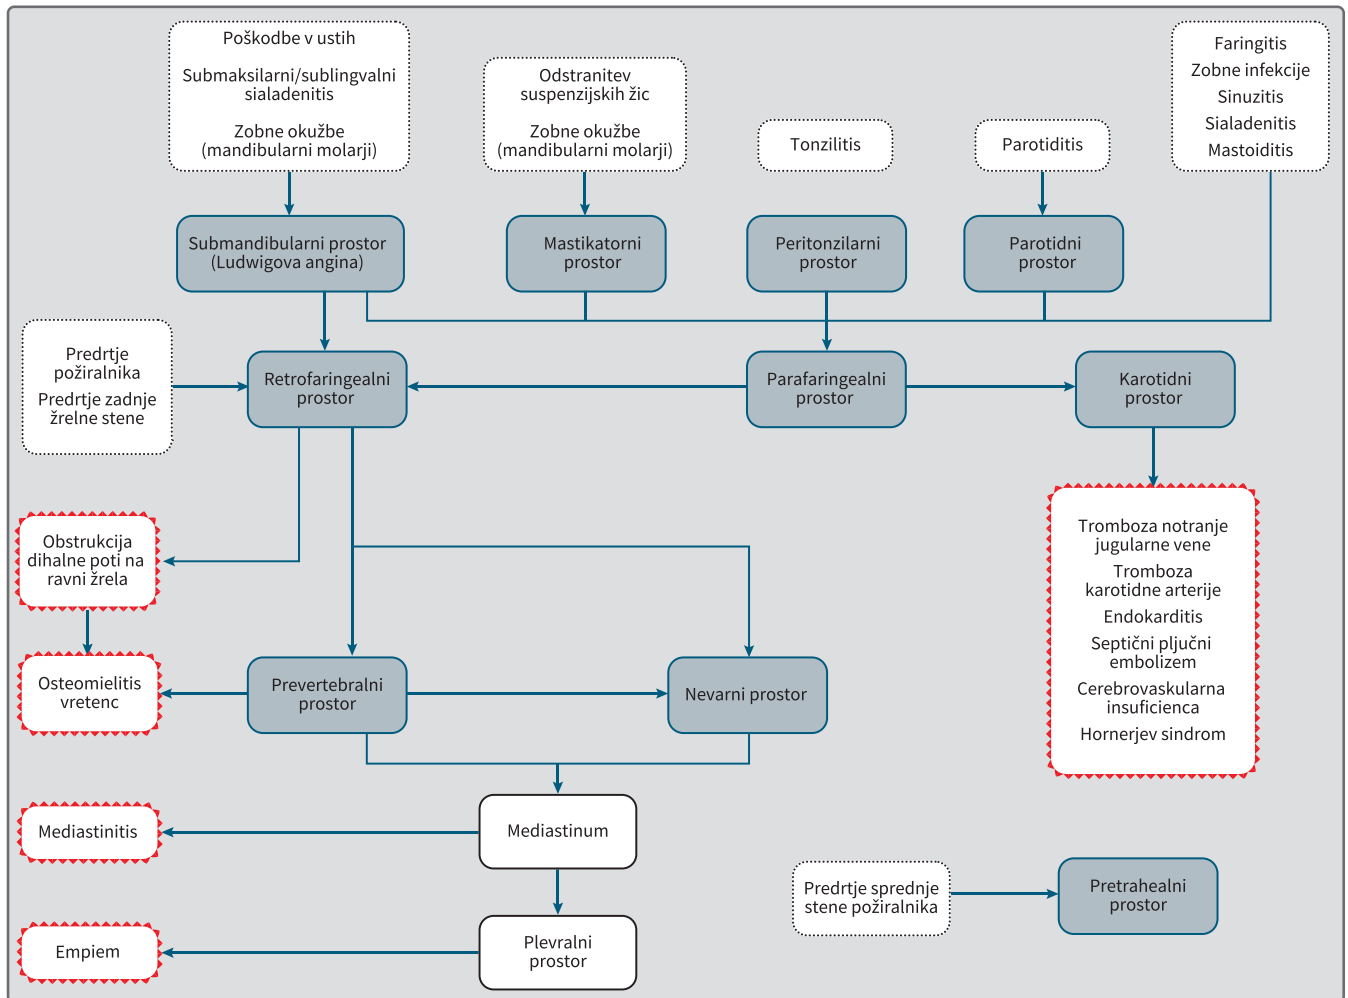 Poškodbe v ustih
Submaksilarni/sublingvalni
sialadenitis
Zobne okužbe
(mandibularni molarji)
Odstranitev
suspenzijskih žic
Zobne okužbe
(mandibularni molarji)
Tonzilitis
Parotiditis
Faringitis
Zobne infekcije
Sinuzitis
Sialadenitis
Mastoiditis
Submandibularni prostor
(Ludwigova angina)
Mastikatorni
prostor
Peritonzilarni
prostor
Parotidni
prostor
Predrtje
požiralnika
Predrtje zadnje
žrelne stene
Retrofaringealni
prostor
Parafaringealni
prostor
Karotidni
prostor
Obstrukcija
dihalne poti na
ravni žrela
Tromboza notranje
jugularne vene
Tromboza
karotidne arterije
Endokarditis
Septični pljučni
embolizem
Cerebrovaskularna
insuficienca
Hornerjev sindrom
Osteomielitis
vretenc
Prevertebralni
prostor
Nevarni prostor
Mediastinitis
Mediastinum
Predrtje sprednje
stene požiralnika
Pretrahealni
prostor
Empiem
Plevralni
prostor